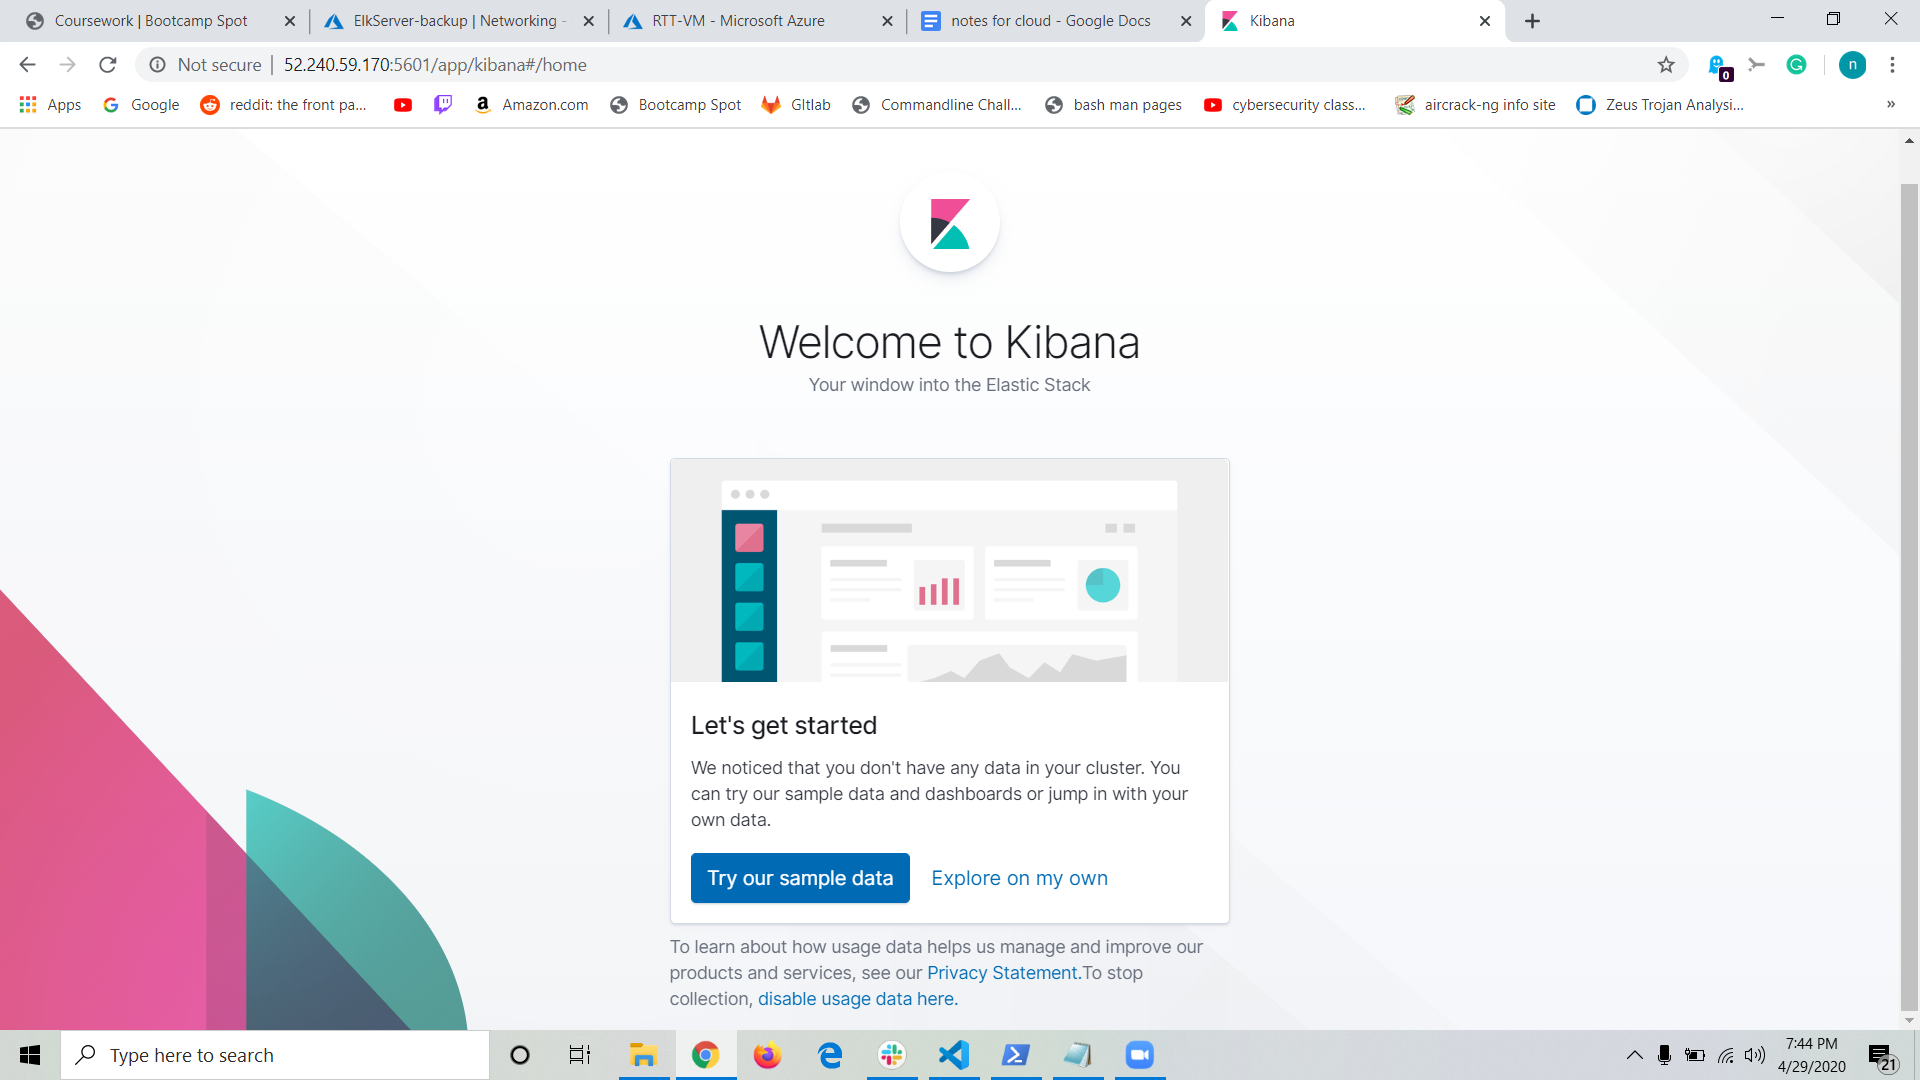 Coursework | Bootcamp Spot
ElkServer-backup | Networking -
RTT-VM - Microsoft Azure
notes for cloud - Google Docs
Kibana
Not secure | 52.240.59.170:5601/app/kibana#/home
0
n
Apps
Google
reddit: the front pa...
Amazon.com
Bootcamp Spot
GItlab
Commandline Chall...
bash man pages
cybersecurity class...
aircrack-ng info site
Zeus Trojan Analysi...
»
Welcome to Kibana
Your window into the Elastic Stack
Let's get started
We noticed that you don't have any data in your cluster. You
can try our sample data and dashboards or jump in with your
own data.
Try our sample data
Explore on my own
To learn about how usage data helps us manage and improve our
products and services, see our Privacy Statement.To stop
collection, disable usage data here.
Type here to search
7:44 PM
4/29/2020
21